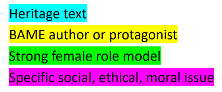 Heritage text
BAME author or protagonist
Strong female role model
Specific social, ethical, moral issue